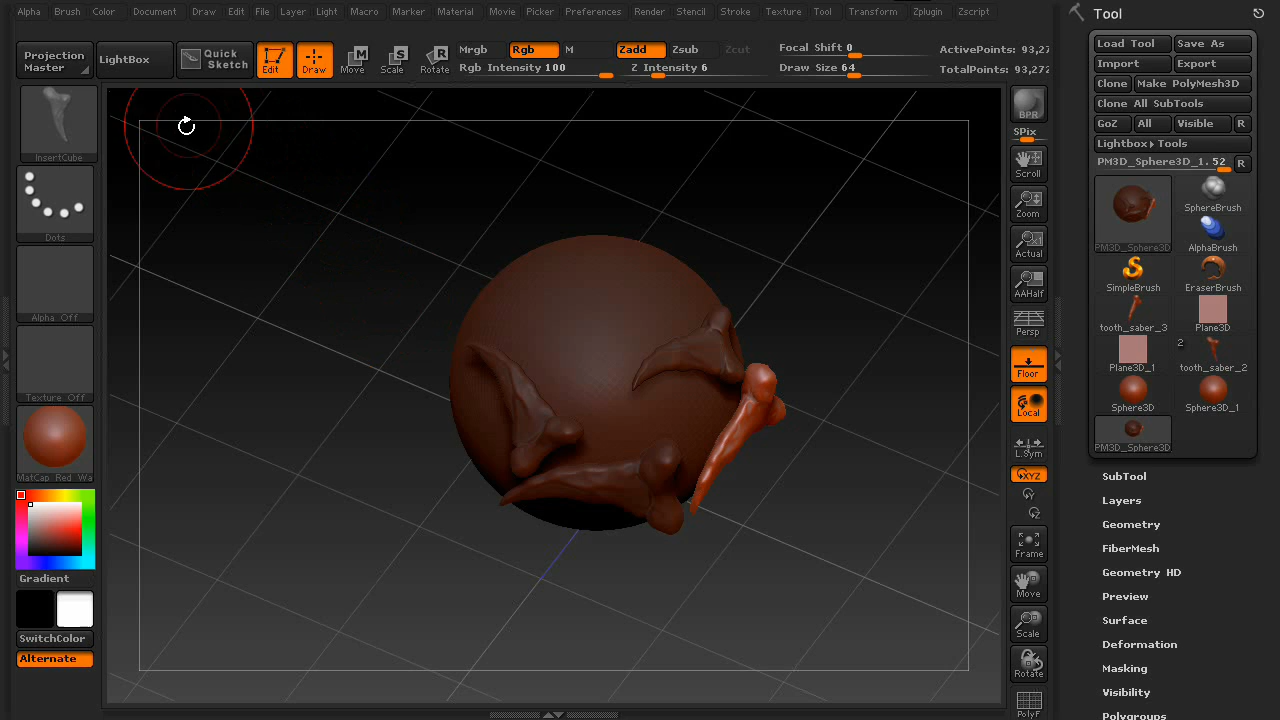 Alpha Brush Color Document Draw Edit File Layer Light Macro Marker Material Movie Picker Preferences Render Stencil Stroke Texture Tool Transform Zplugin Zscript
Projection Master
LightBox
Quick Sketch
Edit
Draw
Move
Scale
Rotate
Mrgb Rgb M
Rgb Intensity 100
Zadd Zsub Zcut
Z Intensity 6
Focal Shift 0
Draw Size 64
ActivePoints: 93,27
TotalPoints: 93,272
InsertCube
Dots
Alpha Off
Texture Off
MatCap Red Wa
Gradient
SwitchColor
Alternate
BPR
SPix
Scroll
Zoom
Actual
AAHalf
Persp
Floor
Local
L.Sym
XYZ
Y
Z
Frame
Move
Scale
Rotate
PolyF
Tool
Load Tool Save As
Import Export
Clone Make PolyMesh3D
Clone All SubTools
GoZ All Visible R
Lightbox Tools
PM3D_Sphere3D_1. 52 R
PM3D_Sphere3D
SphereBrush
AlphaBrush
SimpleBrush EraserBrush
tooth_saber_3 Plane3D
2
Plane3D_1 tooth_saber_2
Sphere3D Sphere3D_1
PM3D_Sphere3D
SubTool
Layers
Geometry
FiberMesh
Geometry HD
Preview
Surface
Deformation
Masking
Visibility
Polygroups